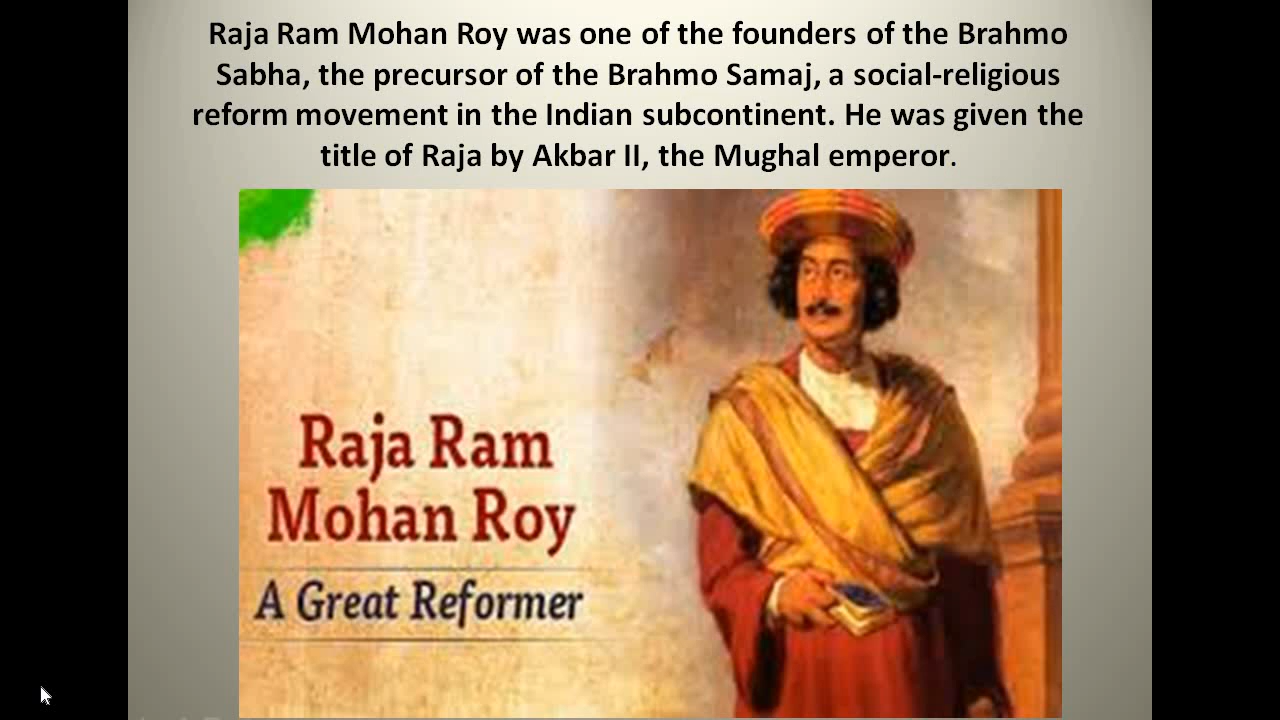 Raja Ram Mohan Roy was one of the founders of the Brahmo
Sabha, the precursor of the Brahmo Samaj, a social-religious
reform movement in the Indian subcontinent. He was given the
title of Raja by Akbar II, the Mughal emperor.
Raja Ram
Mohan Roy
A Great Reformer